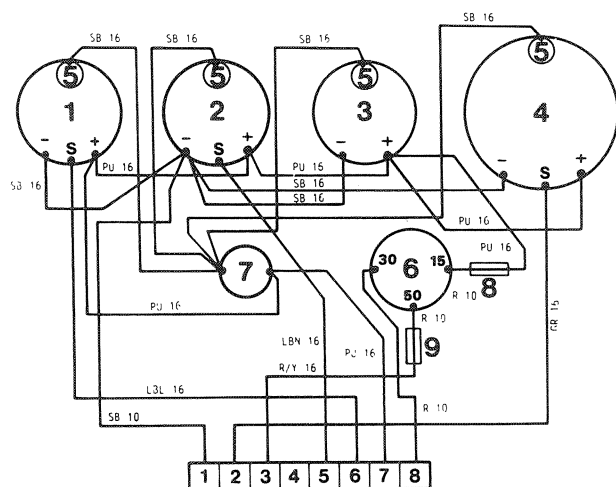 SB 16 SB 16 SB 16 SB 16
5 5 5 5
1 2 3 4
- S + - S + - + - S +
SB 16 PU 16 PU 16
SB 16
SB 16
PU 16
PU 16
30 6 15
7 8
50 R 10
PU 16 R 10 GR 16
LBN 16 PU 16 9
R/Y 16
LBL 16
SB 10 R 10
1 2 3 4 5 6 7 8